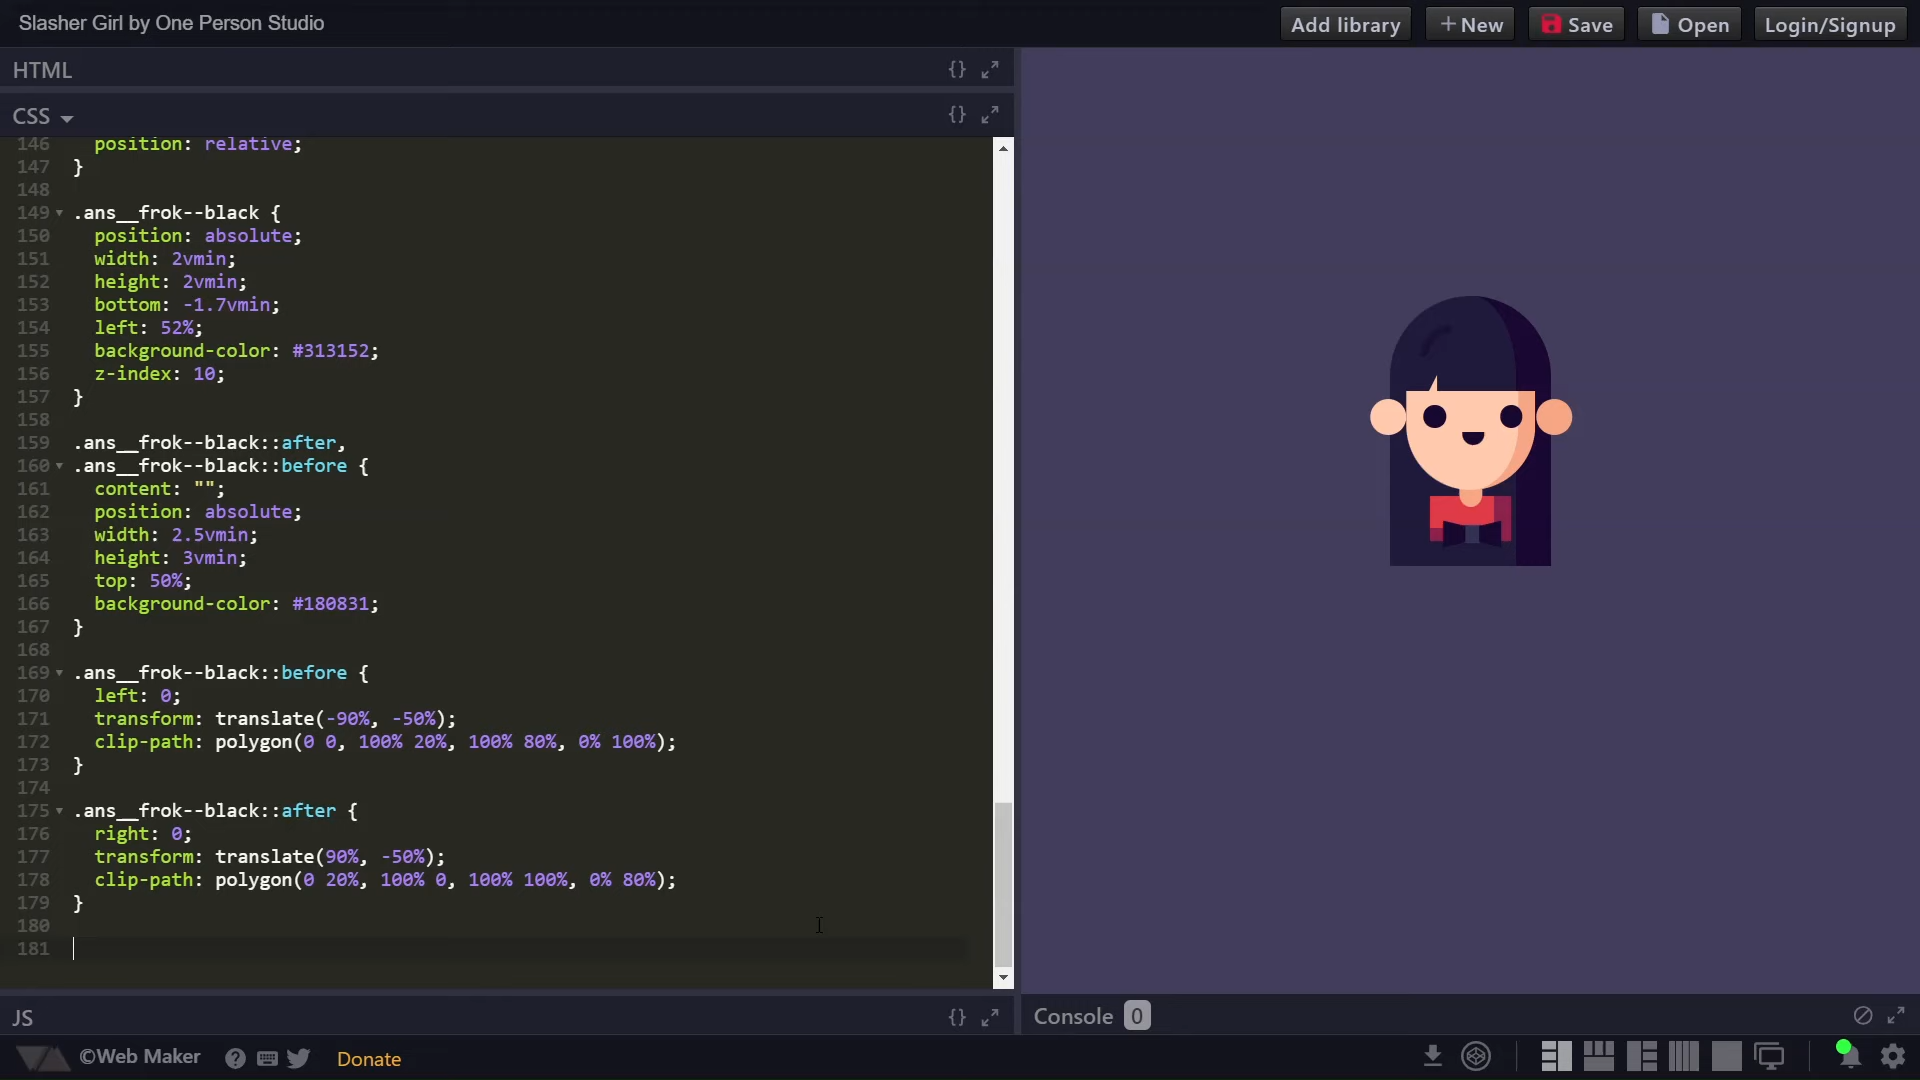 Slasher Girl by One Person Studio
Add library
+ New
Save
Open
Login/Signup
HTML
{}
CSS
{}
146 position: relative;
147 }
148
149 .ans__frok--black {
150 position: absolute;
151 width: 2vmin;
152 height: 2vmin;
153 bottom: -1.7vmin;
154 left: 52%;
155 background-color: #313152;
156 z-index: 10;
157 }
158
159 .ans__frok--black::after,
160 .ans__frok--black::before {
161 content: "";
162 position: absolute;
163 width: 2.5vmin;
164 height: 3vmin;
165 top: 50%;
166 background-color: #180831;
167 }
168
169 .ans__frok--black::before {
170 left: 0;
171 transform: translate(-90%, -50%);
172 clip-path: polygon(0 0, 100% 20%, 100% 80%, 0% 100%);
173 }
174
175 .ans__frok--black::after {
176 right: 0;
177 transform: translate(90%, -50%);
178 clip-path: polygon(0 20%, 100% 0, 100% 100%, 0% 80%);
179 }
180
181
JS
{}
Console 0
©Web Maker
?
Donate